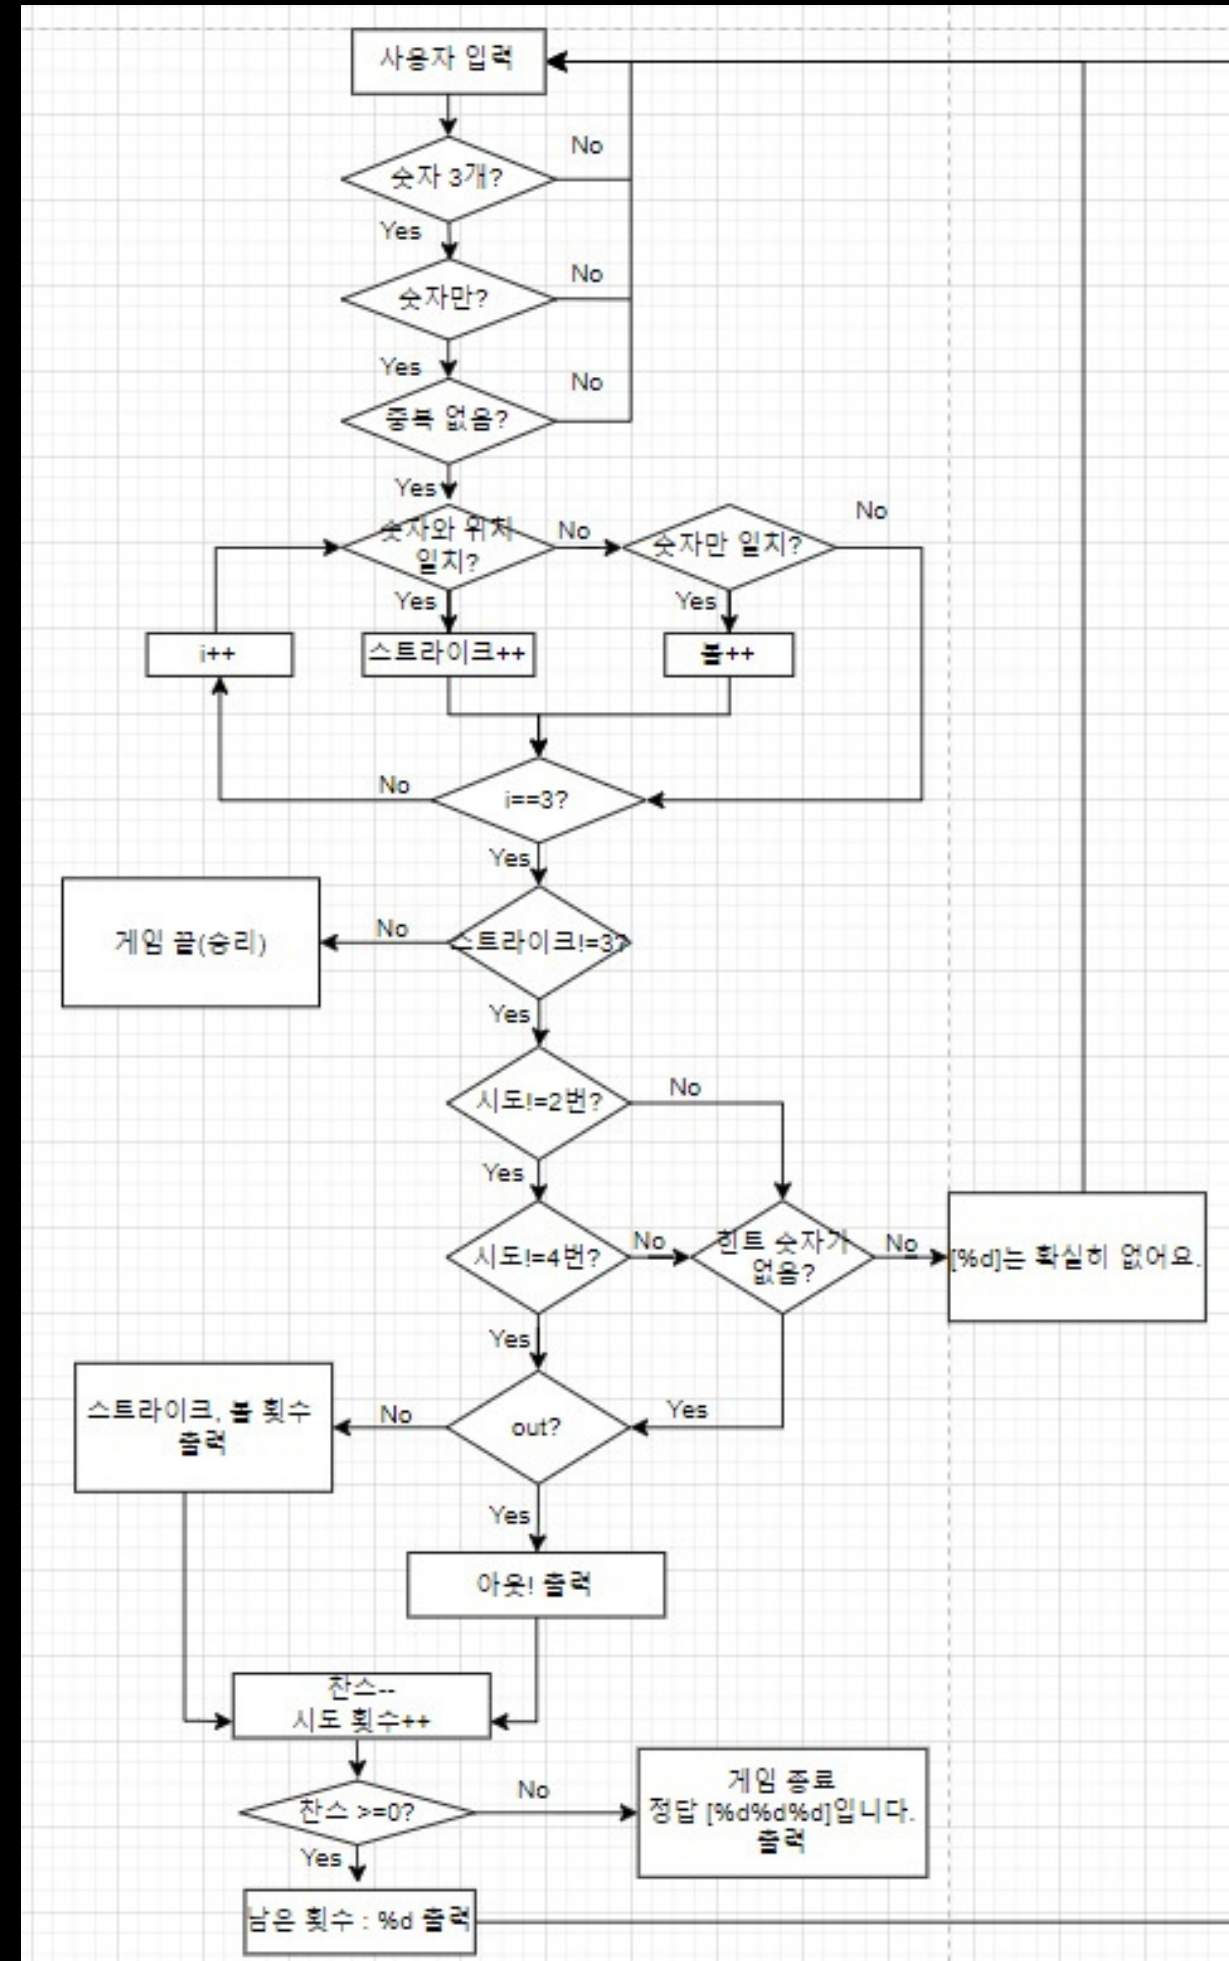 사용자 입력
No
숫자 3개?
Yes
No
숫자만?
Yes
No
중복 없음?
Yes
No
숫자와 위치
일치?
No
숫자만 일치?
Yes
Yes
i++
스트라이크++
볼++
No
i==3?
Yes
게임 끝(승리)
No
스트라이크!=3?
Yes
시도!=2번?
No
Yes
시도!=4번?
No
힌트 숫자가
없음?
No
[%d]는 확실히 없어요.
Yes
스트라이크, 볼 횟수
출력
No
out?
Yes
Yes
아웃! 출력
찬스--
시도 횟수++
찬스 >=0?
No
게임 종료
정답 [%d%d%d]입니다.
출력
Yes
남은 횟수 : %d 출력